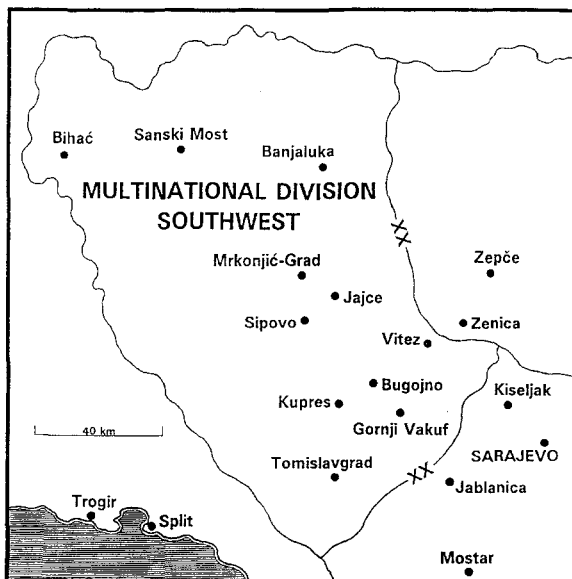 Bihać
Sanski Most
Banjaluka
MULTINATIONAL DIVISION
SOUTHWEST
XX
Mrkonjić-Grad
Zepče
Jajce
Sipovo
Zenica
Vitez
Bugojno
Kiseljak
Kupres
Gornji Vakuf
40 km
SARAJEVO
Tomislavgrad
XX
Jablanica
Trogir
Split
Mostar